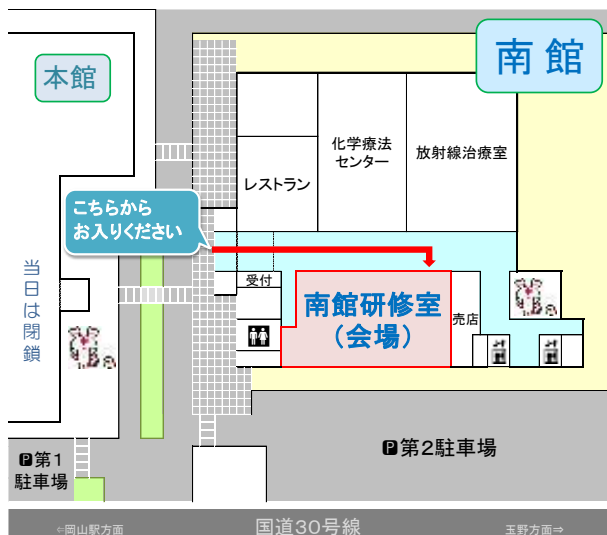 本館
南館
化学療法
センター
放射線治療室
レストラン
こちらから
お入りください
受付
当日は閉鎖
南館研修室
(会場)
売店
P第1
駐車場
P第2駐車場
⇐岡山駅方面
国道30号線
玉野方面⇒